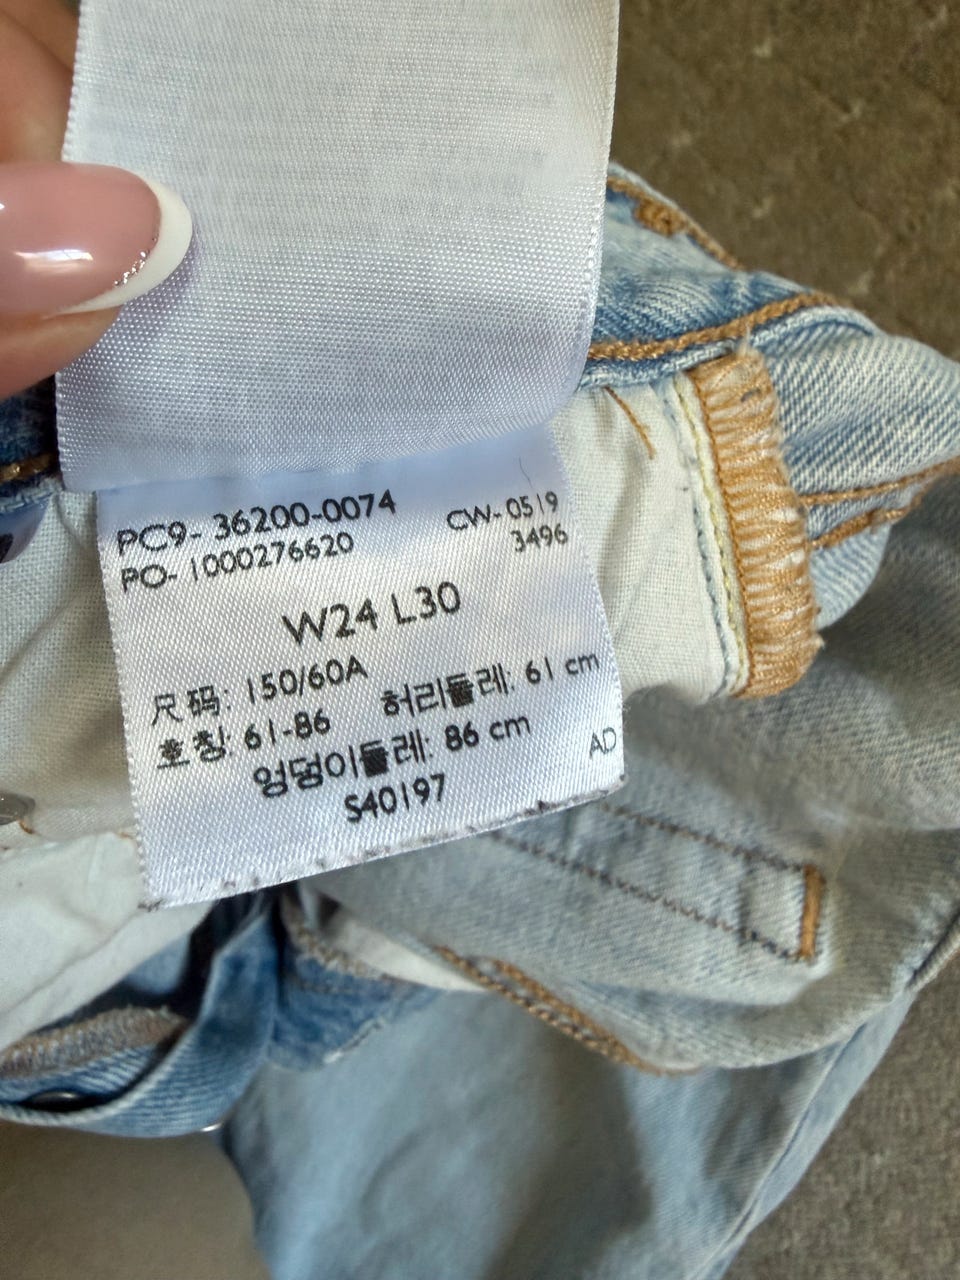 PC9- 36200-0074 CW- 0519
PO- 1000276620 3496
W24 L30
尺码: 150/60A
호칭: 61-86 허리둘레: 61 cm
엉덩이둘레: 86 cm AD
S40197